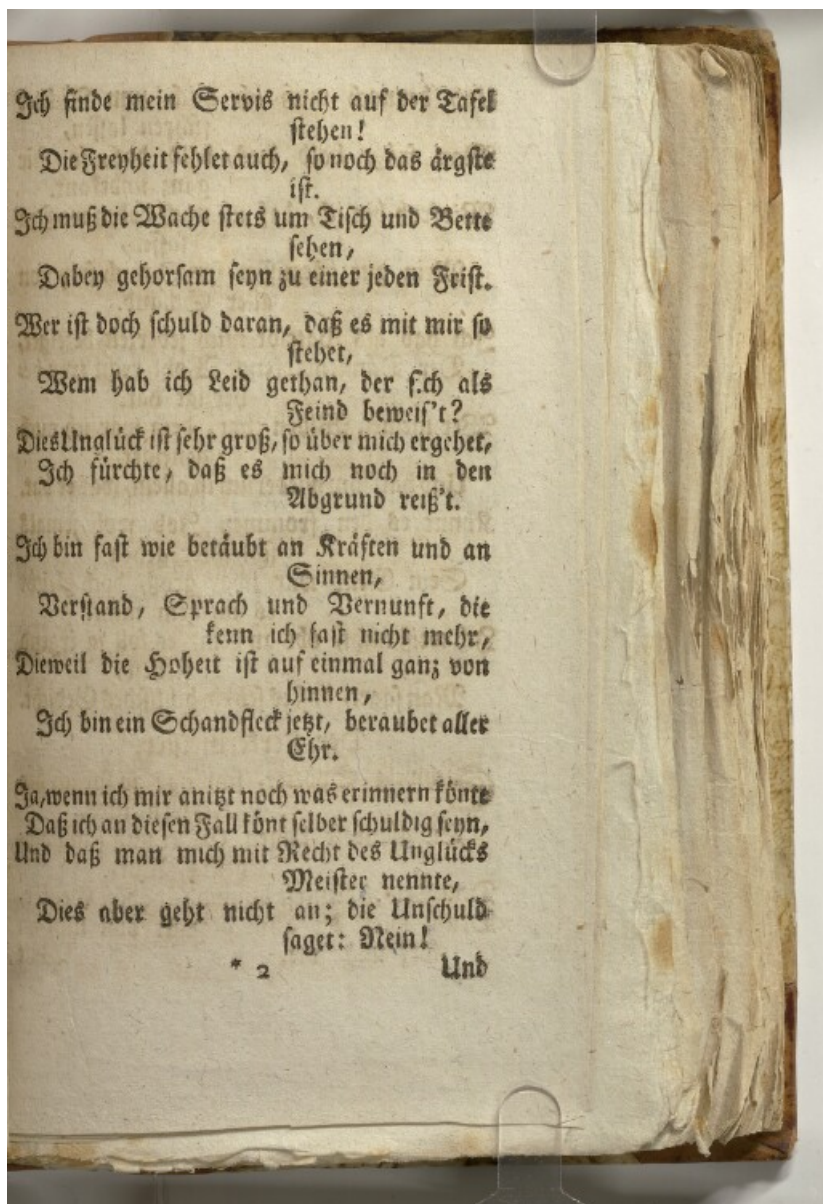 Ich finde mein Servis nicht auf der Tafel
stehen!
Die Freyheit fehlet auch, so noch das ärgste
ist.
Ich muß die Wache stets um Tisch und Bette
sehen,
Dabey gehorsam seyn zu einer jeden Frist.
Wer ist doch schuld daran, daß es mit mir so
stehet,
Wem hab ich Leid gethan, der sich als
Feind beweis't?
Dies Unglück ist sehr groß, so über mich ergehet,
Ich fürchte, daß es mich noch in den
Abgrund reiß't.
Ich bin fast wie betäubt an Kräften und an
Sinnen,
Verstand, Sprach und Vernunft, die
kenn ich fast nicht mehr,
Dieweil die Hoheit ist auf einmal ganz von
hinnen,
Ich bin ein Schandfleck jetzt, beraubet aller
Ehr.
Ja, wenn ich mir anitzt noch was erinnern könte
Daß ich an diesen Fall könt selber schuldig seyn,
Und daß man mich mit Recht des Unglücks
Meister nennte,
Dies aber geht nicht an; die Unschuld
saget: Nein!
* 2 Und